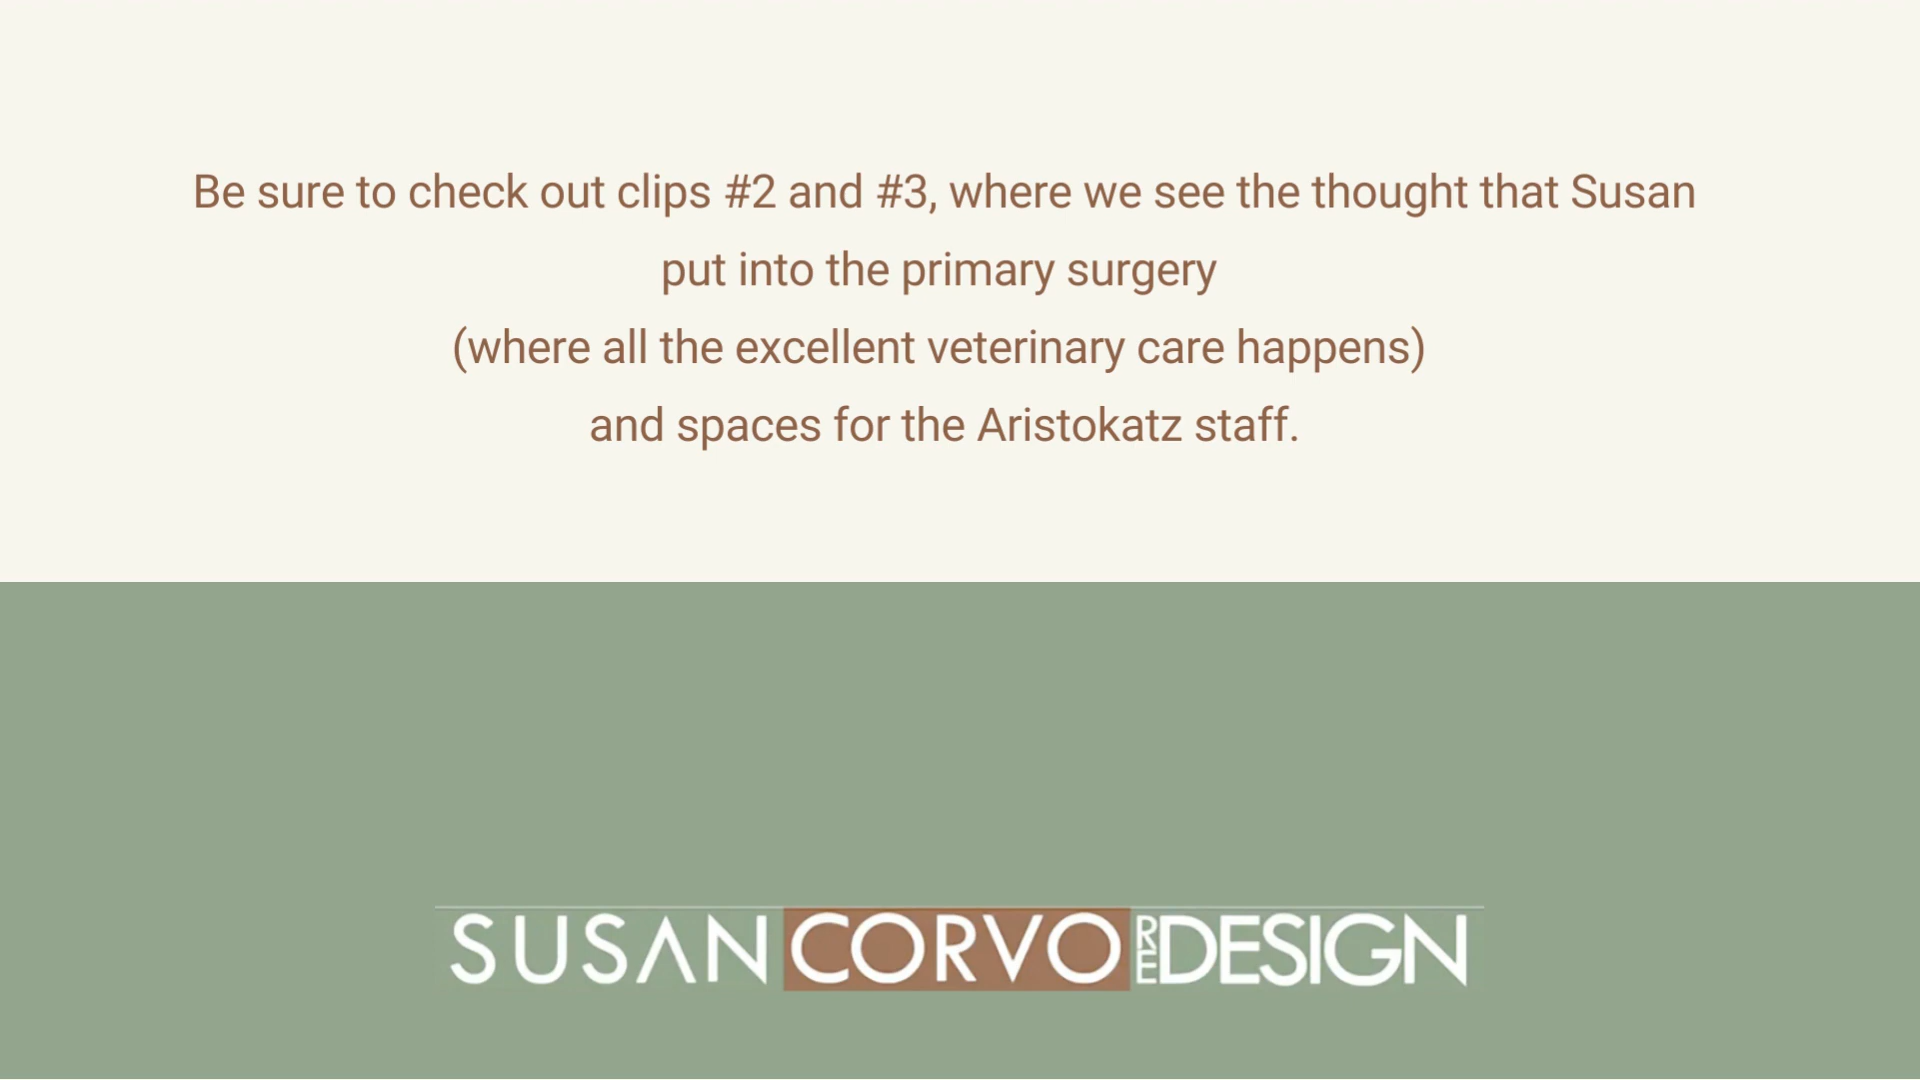 Be sure to check out clips #2 and #3, where we see the thought that Susan
put into the primary surgery
(where all the excellent veterinary care happens)
and spaces for the Aristokatz staff.
SUSAN CORVO REDESIGN